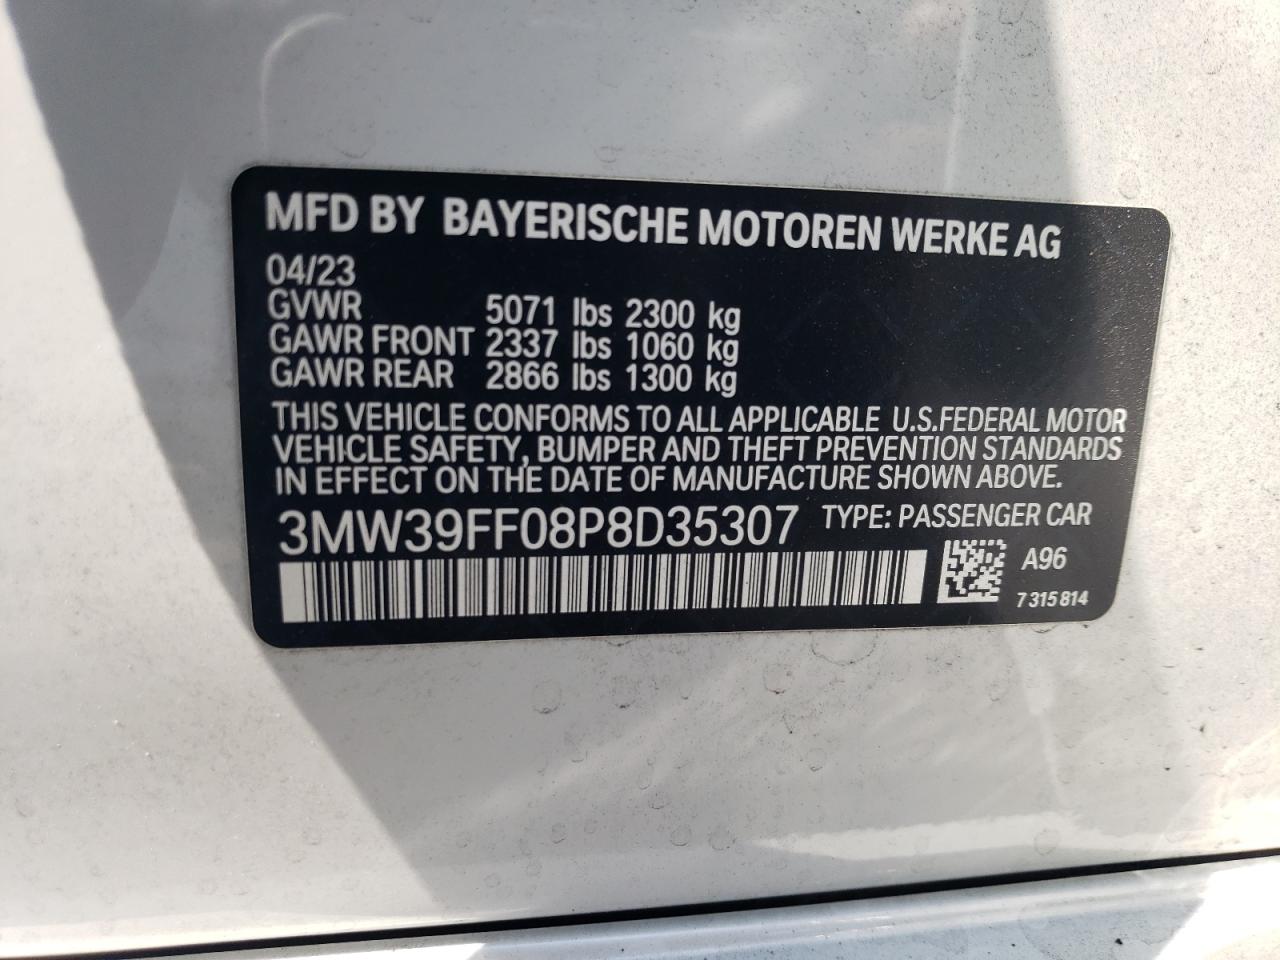 MFD BY BAYERISCHE MOTOREN WERKE AG
04/23
GVWR 5071 lbs 2300 kg
GAWR FRONT 2337 lbs 1060 kg
GAWR REAR 2866 lbs 1300 kg
THIS VEHICLE CONFORMS TO ALL APPLICABLE U.S.FEDERAL MOTOR
VEHICLE SAFETY, BUMPER AND THEFT PREVENTION STANDARDS
IN EFFECT ON THE DATE OF MANUFACTURE SHOWN ABOVE.
3MW39FF08P8D35307 TYPE: PASSENGER CAR
A96
7 315 814